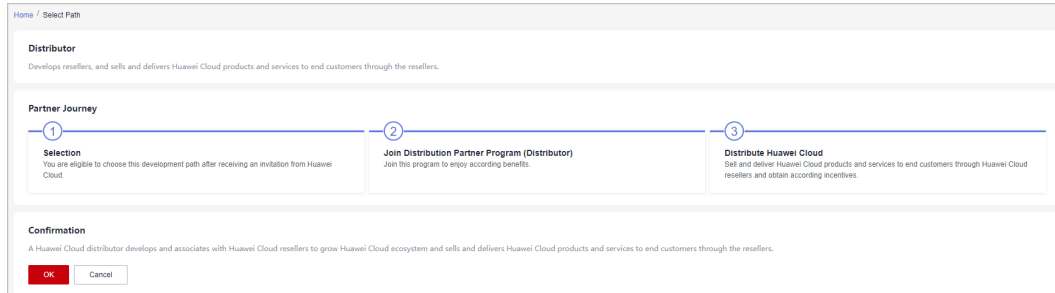 Home / Select Path
Distributor
Develops resellers, and sells and delivers Huawei Cloud products and services to end customers through the resellers.
Partner Journey
1
Selection
You are eligible to choose this development path after receiving an invitation from Huawei
Cloud.
2
Join Distribution Partner Program (Distributor)
Join this program to enjoy according benefits.
3
Distribute Huawei Cloud
Sell and deliver Huawei Cloud products and services to end customers through Huawei Cloud
resellers and obtain according incentives.
Confirmation
A Huawei Cloud distributor develops and associates with Huawei Cloud resellers to grow Huawei Cloud ecosystem and sells and delivers Huawei Cloud products and services to end customers through the resellers.
OK Cancel